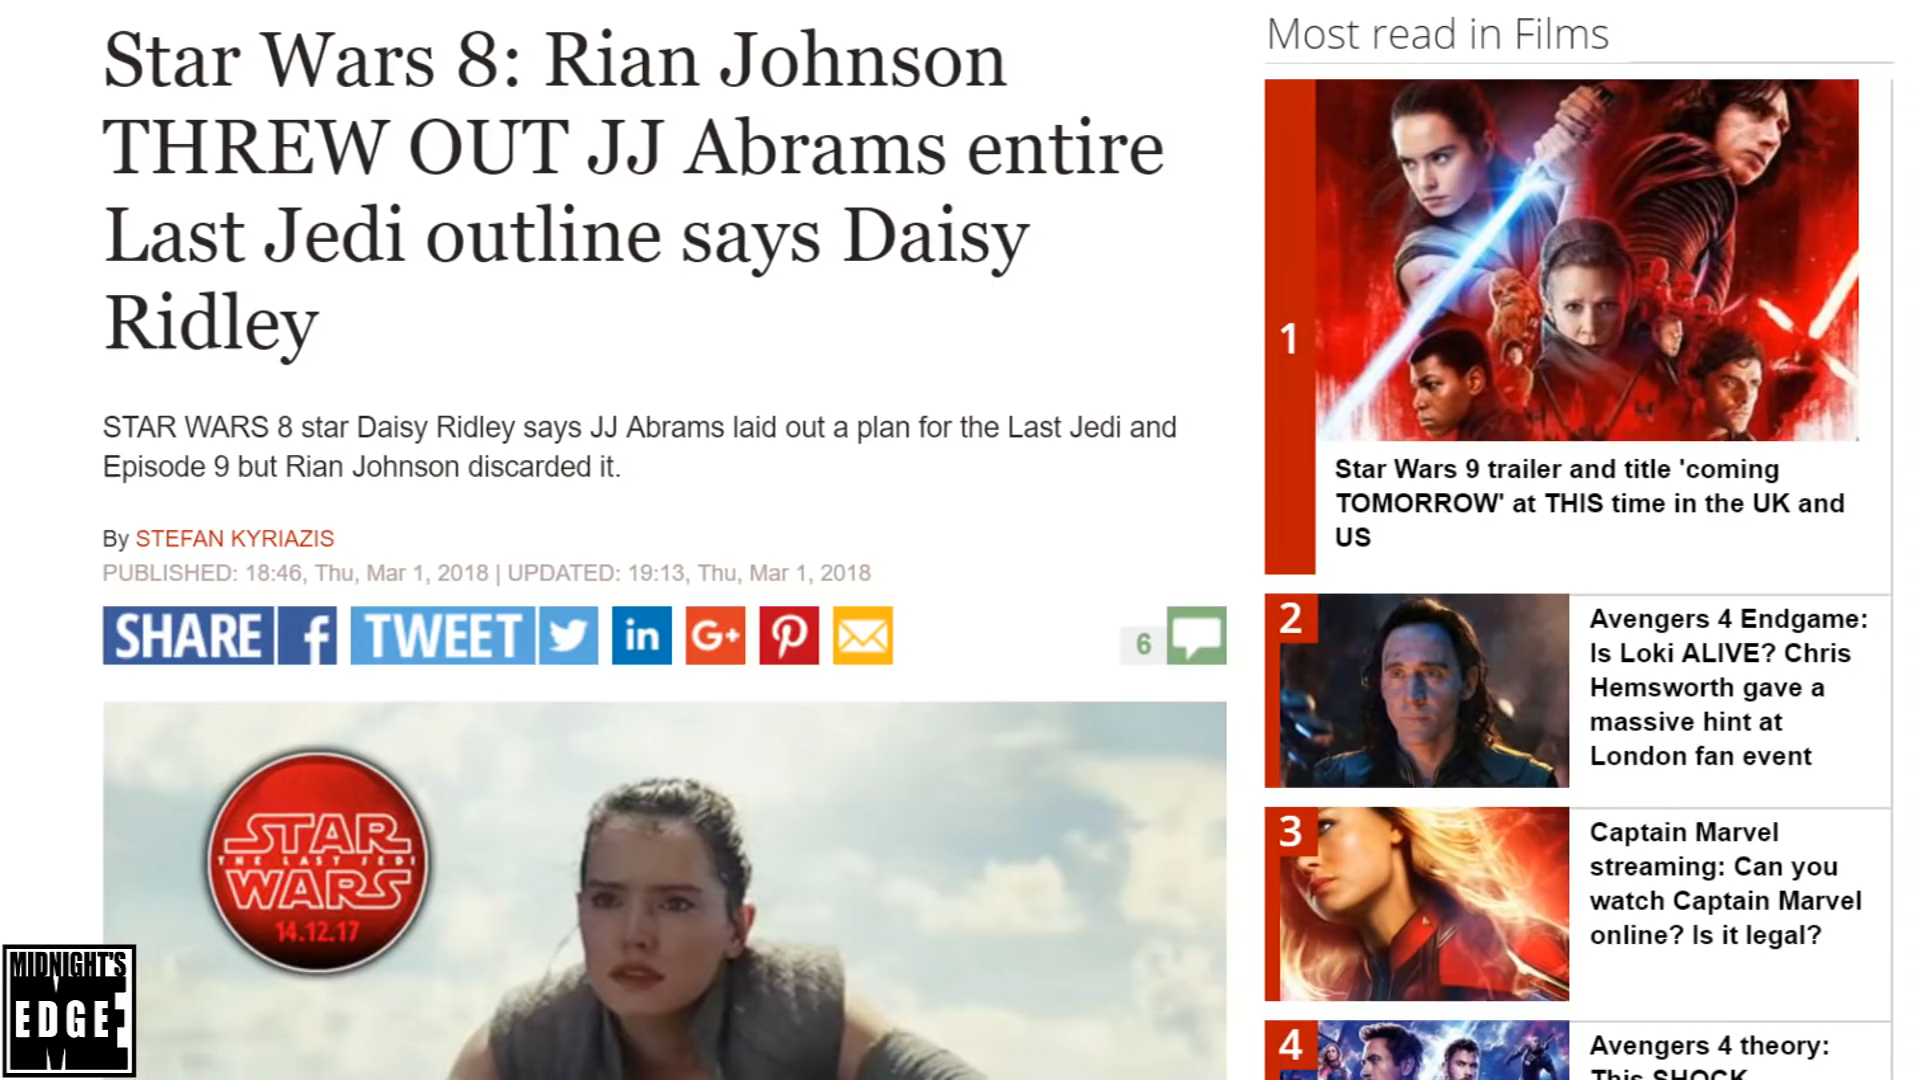 Star Wars 8: Rian Johnson
THREW OUT JJ Abrams entire
Last Jedi outline says Daisy
Ridley
STAR WARS 8 star Daisy Ridley says JJ Abrams laid out a plan for the Last Jedi and
Episode 9 but Rian Johnson discarded it.
By STEFAN KYRIAZIS
PUBLISHED: 18:46, Thu, Mar 1, 2018 | UPDATED: 19:13, Thu, Mar 1, 2018
SHARE f TWEET in G+
6
STAR
THE LAST JEDI
WARS
14.12.17
MIDNIGHT'S
EDGE
Most read in Films
1
Star Wars 9 trailer and title 'coming
TOMORROW' at THIS time in the UK and
US
2
Avengers 4 Endgame:
Is Loki ALIVE? Chris
Hemsworth gave a
massive hint at
London fan event
3
Captain Marvel
streaming: Can you
watch Captain Marvel
online? Is it legal?
4
Avengers 4 theory:
This SHOCK